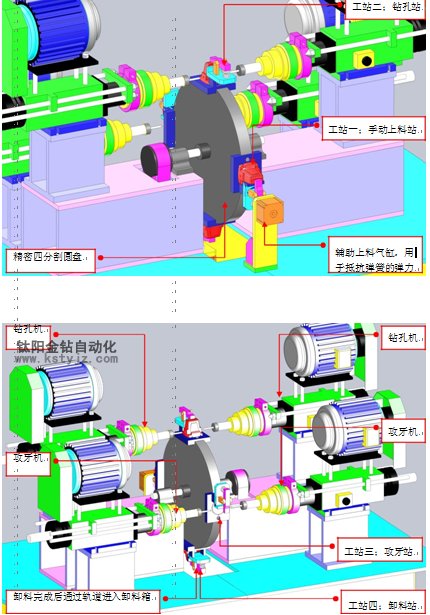 工站二：钻孔站.
工站一：手动上料站.
精密四分割圆盘.
辅助上料气缸，用
于抵抗弹簧的弹力
钻孔机.
钛阳金钻自动化
www.kstyjz.com
钻孔机.
攻牙机.
攻牙机.
工站三：攻牙站.
卸料完成后通过轨道进入卸料箱.
工站四：卸料站.